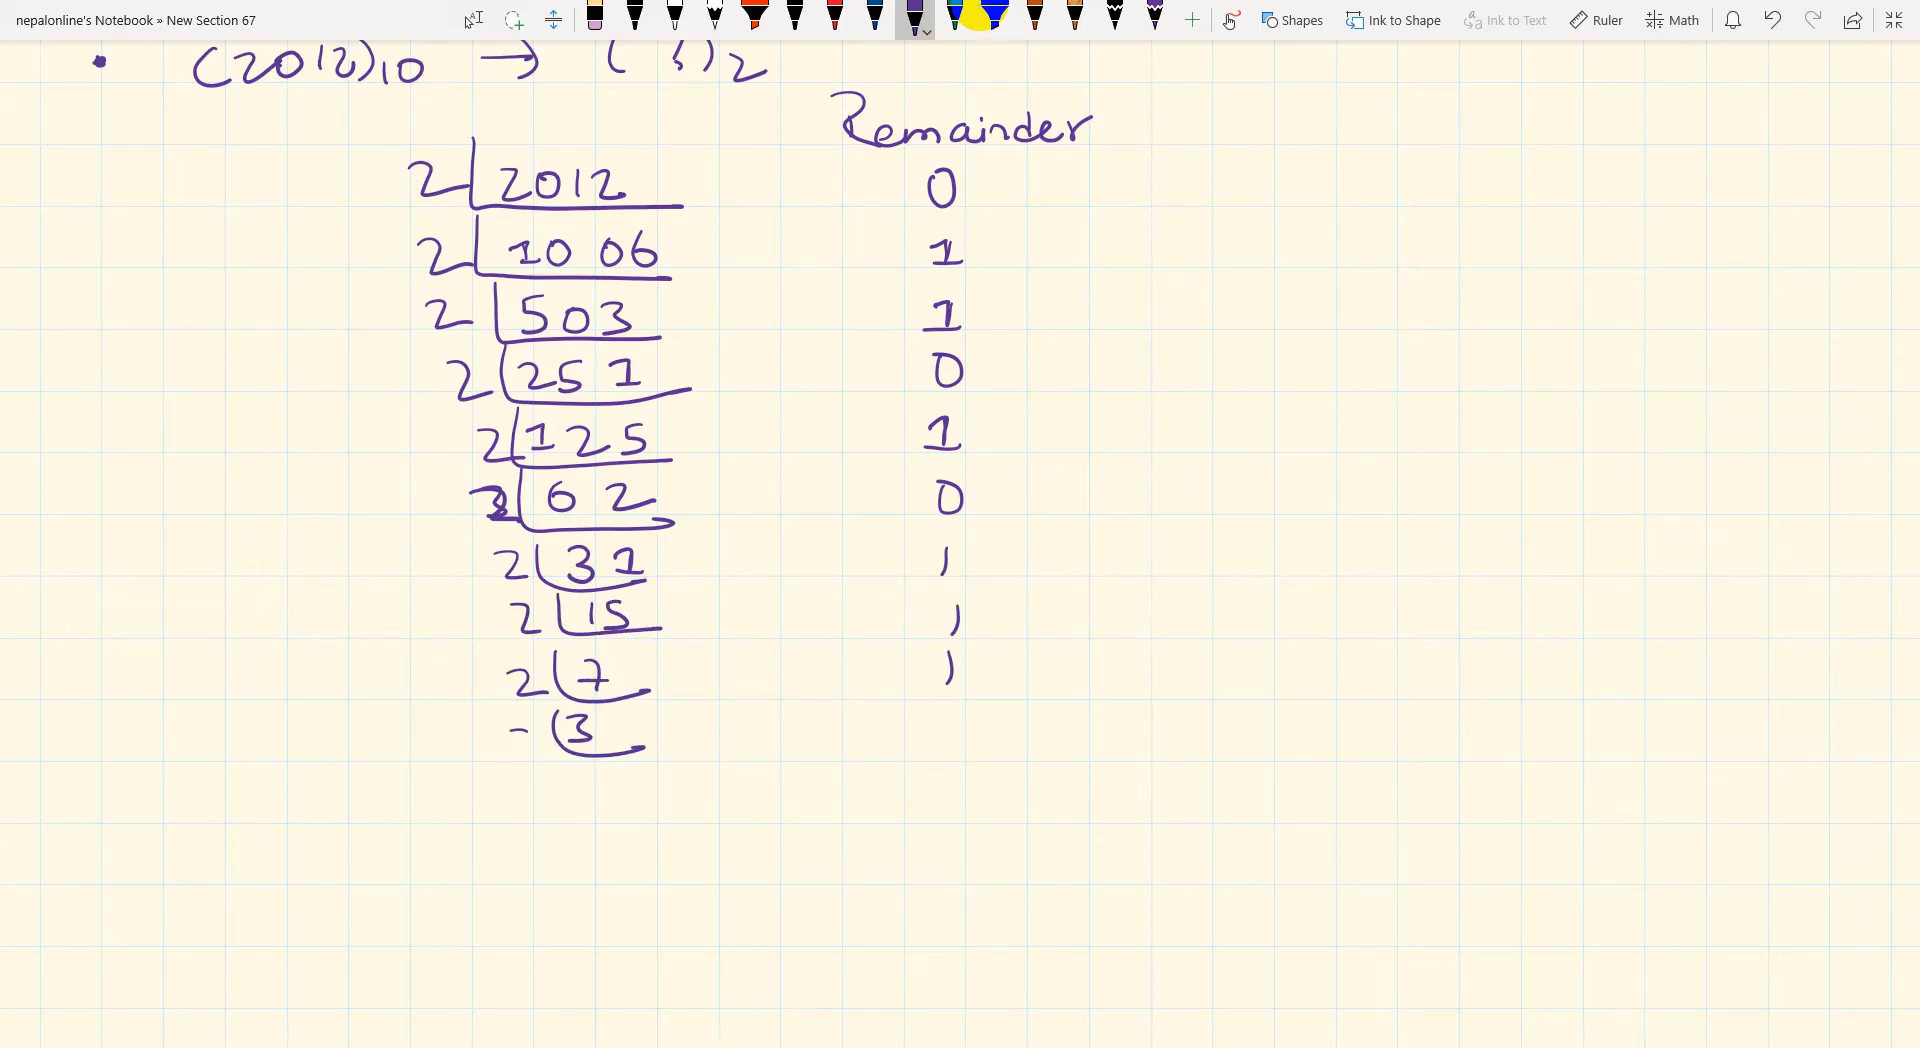 nepalonline's Notebook » New Section 67 Shapes Ink to Shape Ink to Text Ruler Math
• (2012)10 → ( ? )2
Remainder
2 2012 0
2 1006 1
2 503 1
2 251 0
2 125 1
2 62 0
2 31 1
2 15 1
2 7 1
- 3